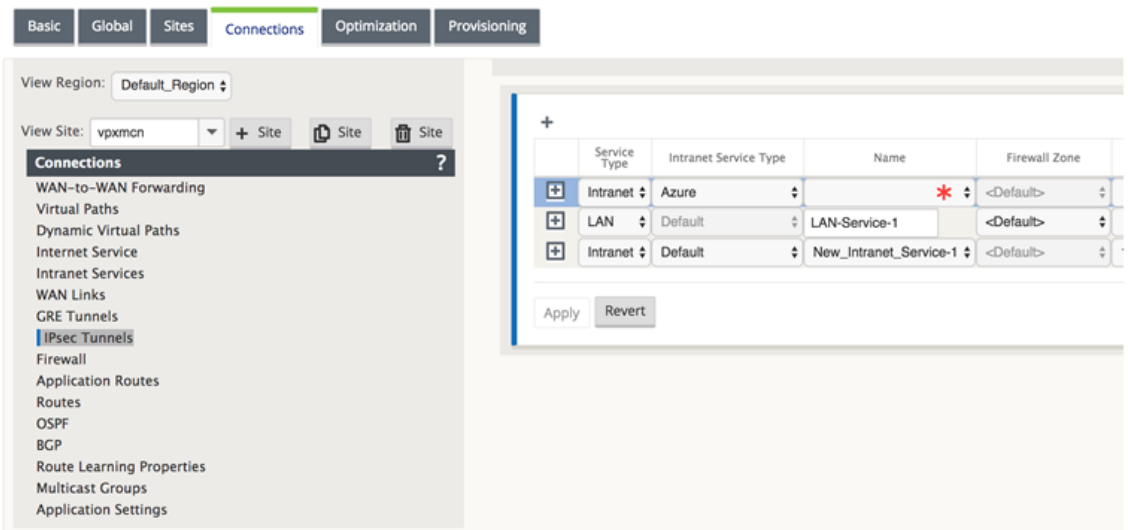 Basic Global Sites Connections Optimization Provisioning
View Region: Default_Region
View Site: vpxmcn + Site Site Site
Connections ?
WAN-to-WAN Forwarding
Virtual Paths
Dynamic Virtual Paths
Internet Service
Intranet Services
WAN Links
GRE Tunnels
IPsec Tunnels
Firewall
Application Routes
Routes
OSPF
BGP
Route Learning Properties
Multicast Groups
Application Settings
+
Service Type Intranet Service Type Name Firewall Zone
Intranet Azure * <Default>
LAN Default LAN-Service-1 <Default>
Intranet Default New_Intranet_Service-1 <Default>
Apply Revert